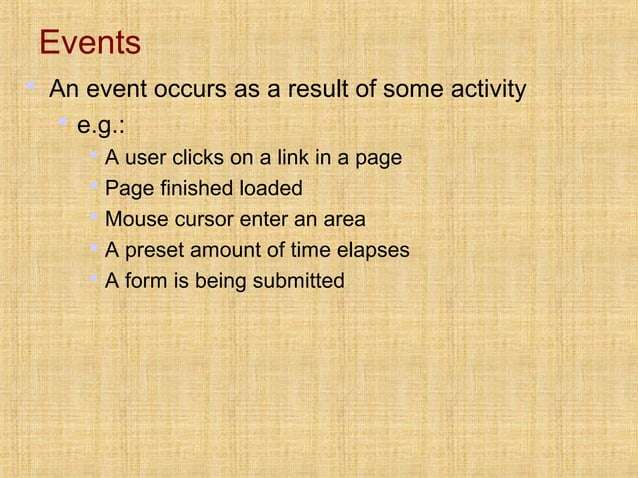 Events
An event occurs as a result of some activity
e.g.:
A user clicks on a link in a page
Page finished loaded
Mouse cursor enter an area
A preset amount of time elapses
A form is being submitted